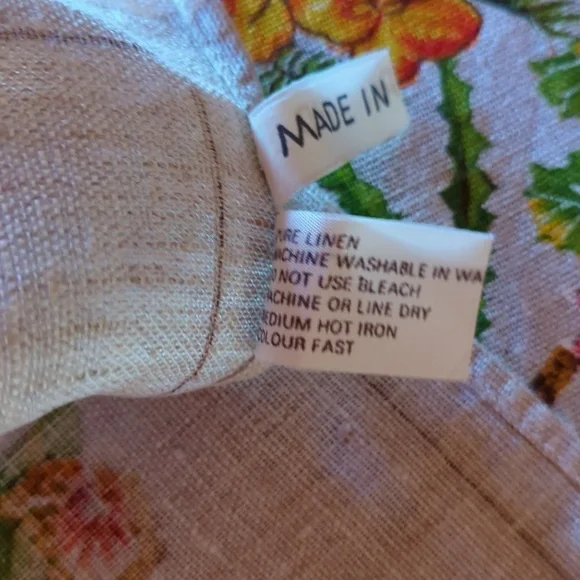 MADE IN
URE LINEN
ACHINE WASHABLE IN WA
NOT USE BLEACH
ACHINE OR LINE DRY
EDIUM HOT IRON
OLOUR FAST